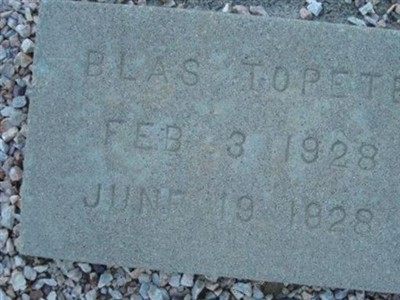 BLAS TOPETE
FEB 3 1928
JUNE 19 1928